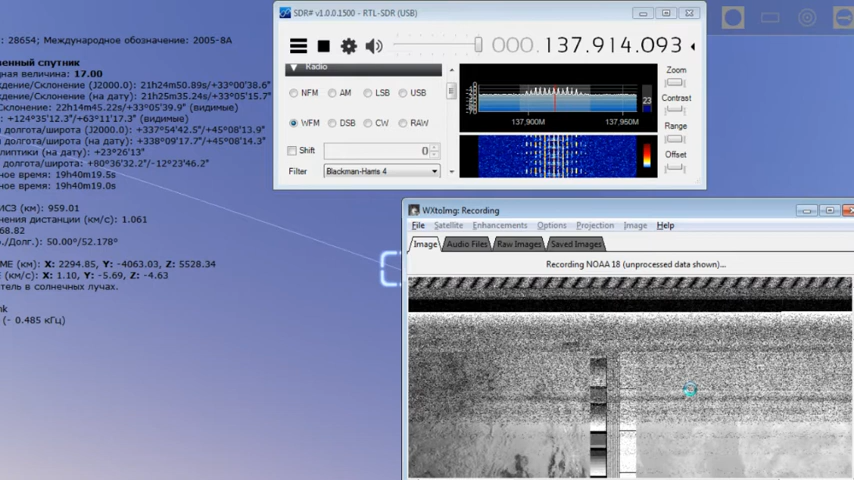 : 28654; Международное обозначение: 2005-8A
венный спутник
ная величина: 17.00
ждение/Склонение (J2000.0): 21h24m50.89s/+33°00'38.6"
ждение/Склонение (на дату): 21h25m35.24s/+33°05'15.7"
Склонение: 22h14m45.22s/+33°05'39.9" (видимые)
: +124°35'12.3"/+63°11'17.3" (видимые)
долгота/широта (J2000.0): +337°54'42.5"/+45°08'13.9"
долгота/широта (на дату): +338°09'17.7"/+45°08'14.3"
липтики (на дату): +23°26'13"
долгота/широта: +80°36'32.2"/-12°23'46.2"
ное время: 19h40m19.5s
ное время: 19h40m19.0s
ИСЗ (км): 959.01
нения дистанции (км/с): 1.061
68.82
./Долг.): 50.00°/52.178°
МЕ (км): X: 2294.85, Y: -4063.03, Z: 5528.34
Е (км/с): X: 1.10, Y: -5.69, Z: -4.63
тель в солнечных лучах.
nk
(- 0.485 кГц)
SDR# v1.0.0.1500 - RTL-SDR (USB)
000.137.914.093
Radio
NFM AM LSB USB
WFM DSB CW RAW
Shift 0
Filter Blackman-Harris 4
23
137,900M 137,950M
Zoom
Contrast
Range
Offset
WXtoImg: Recording
File Satellite Enhancements Options Projection Image Help
Image Audio Files Raw Images Saved Images
Recording NOAA 18 (unprocessed data shown)...